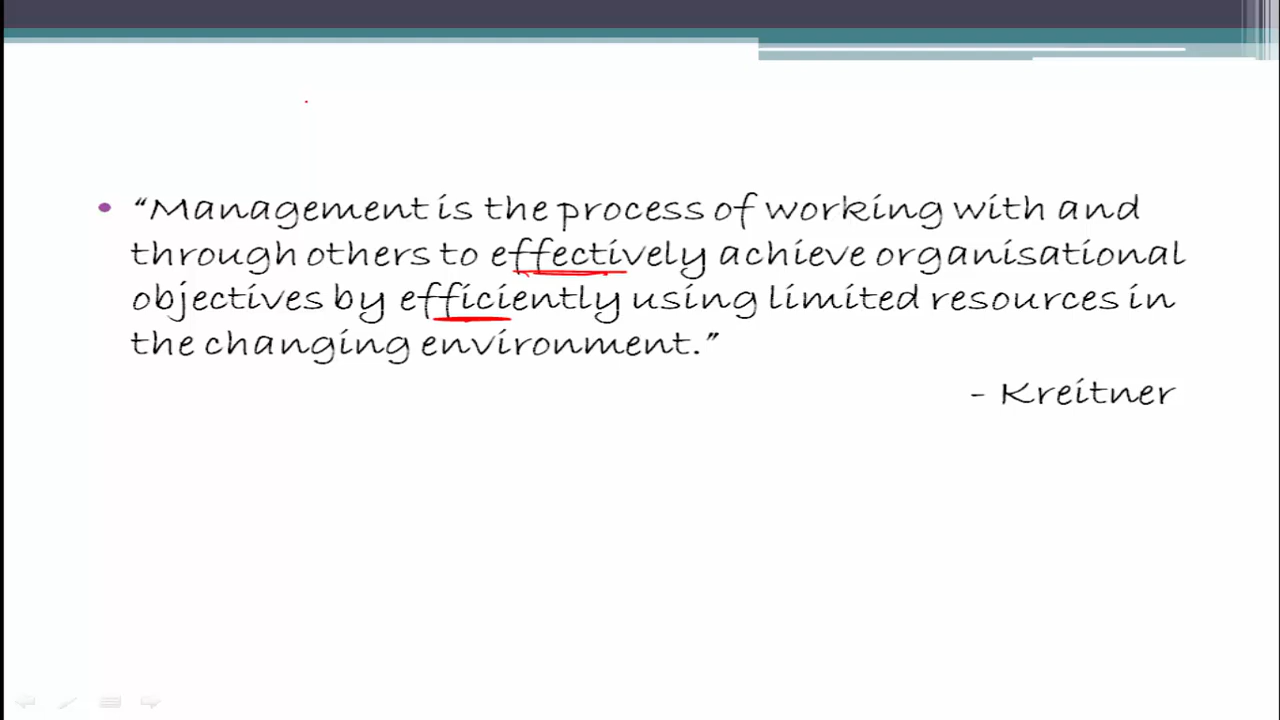 • “Management is the process of working with and
through others to effectively achieve organisational
objectives by efficiently using limited resources in
the changing environment.”
- Kreitner